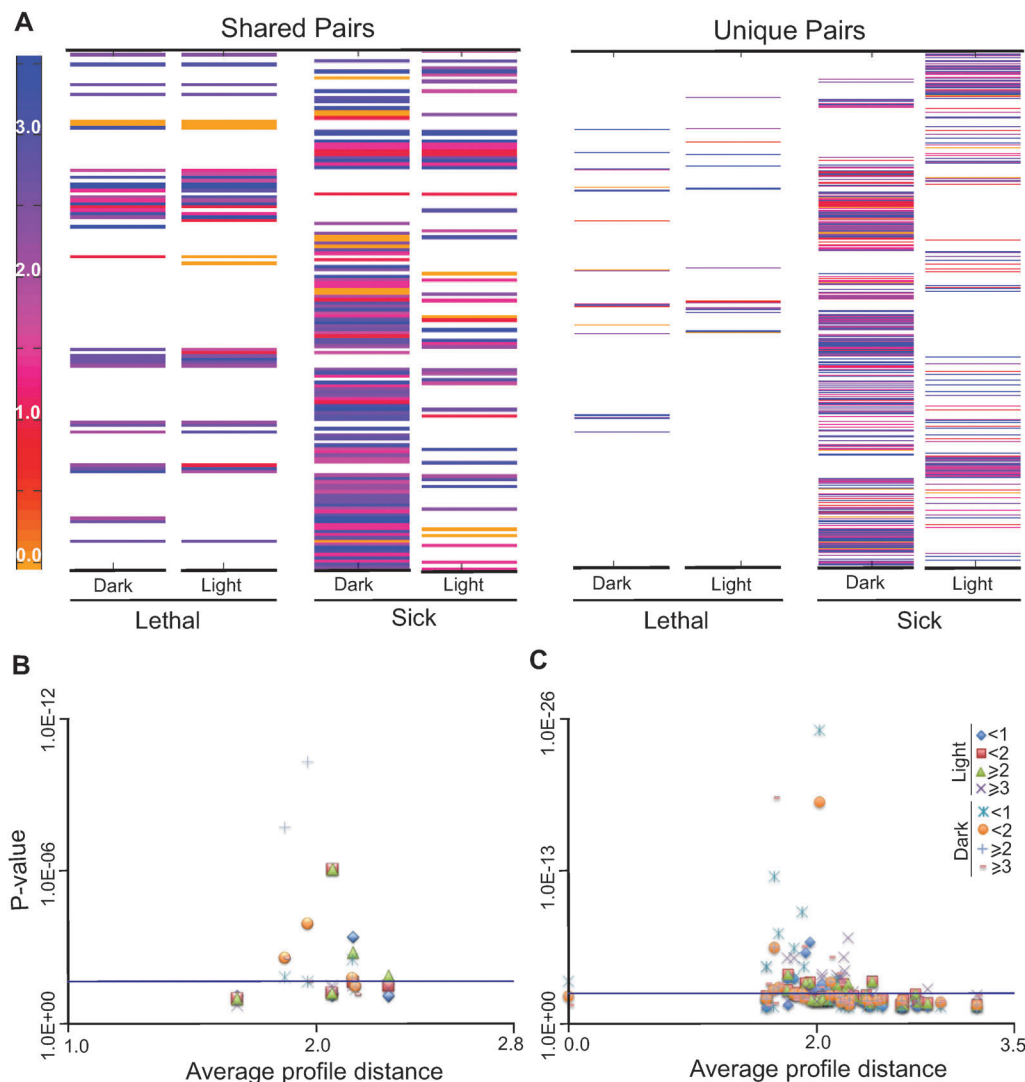 A
Shared Pairs
Unique Pairs
3.0
2.0
1.0
0.0
Dark
Light
Dark
Light
Dark
Light
Dark
Light
Lethal
Sick
Lethal
Sick
B
C
1.0E-12
1.0E-06
1.0E+00
P-value
1.0
2.0
2.8
Average profile distance
1.0E-26
1.0E-13
1.0E+00
0.0
2.0
3.5
Average profile distance
Light
<1
<2
⩾2
⩾3
Dark
<1
<2
⩾2
⩾3